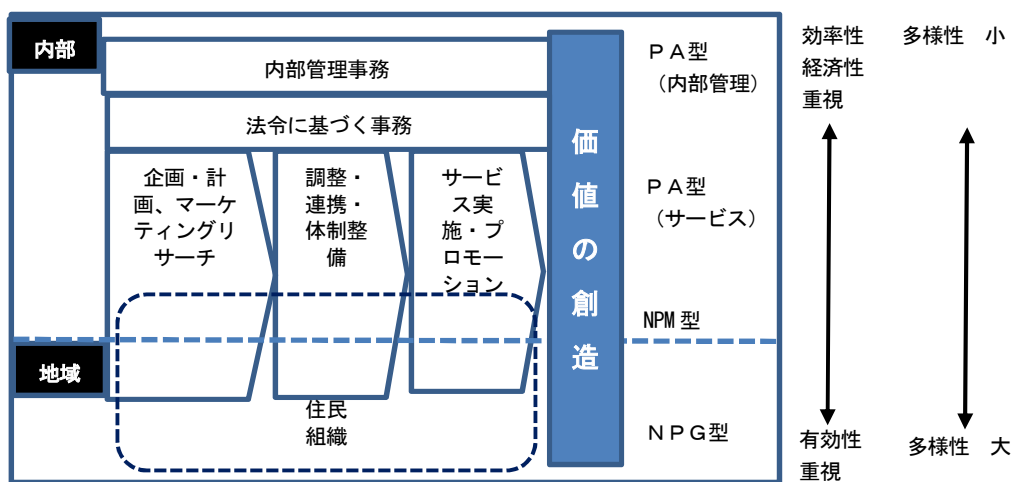 内部
内部管理事務
法令に基づく事務
企画・計
画、マーケ
ティングリ
サーチ
調整・
連携・
体制整
備
サービ
ス実
施・プ
ロモー
ション
価
値
の
創
造
ＰＡ型
（内部管理）
ＰＡ型
（サービス）
NPM 型
ＮＰＧ型
地域
住民
組織
効率性
経済性
重視
多様性　小
有効性
重視
多様性　大